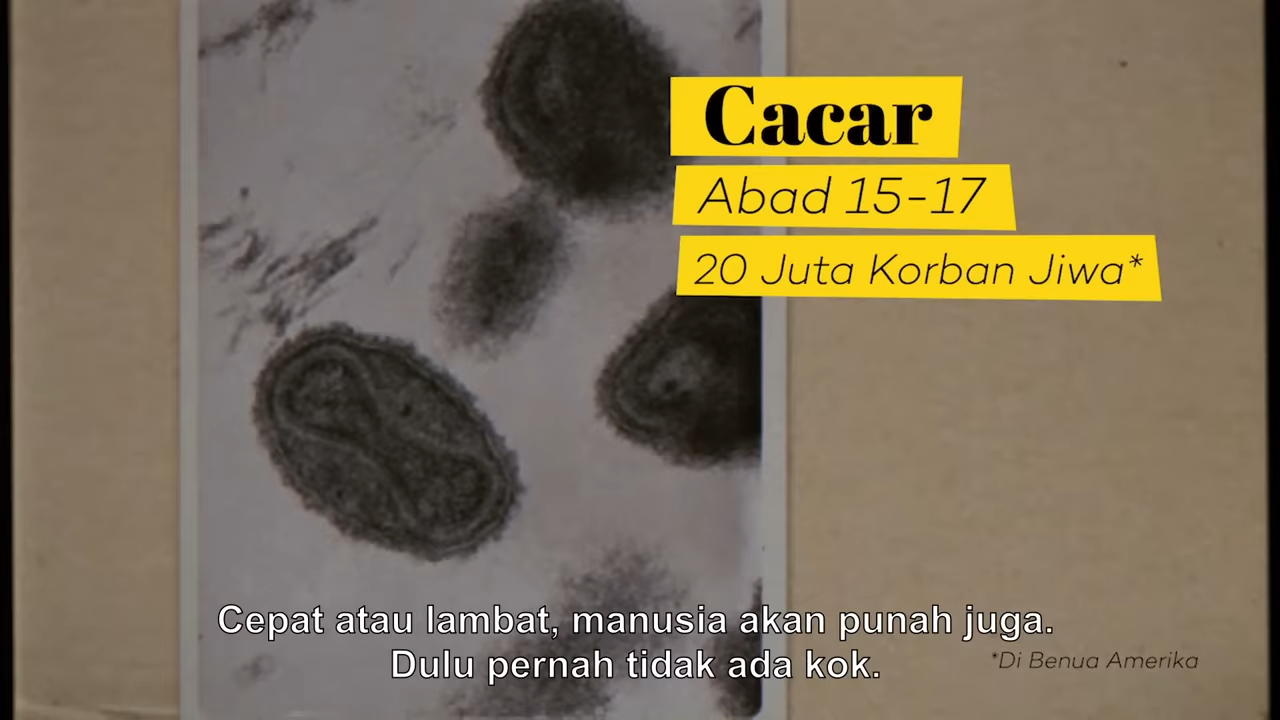 Cacar
Abad 15-17
20 Juta Korban Jiwa*
Cepat atau lambat, manusia akan punah juga.
Dulu pernah tidak ada kok.
*Di Benua Amerika